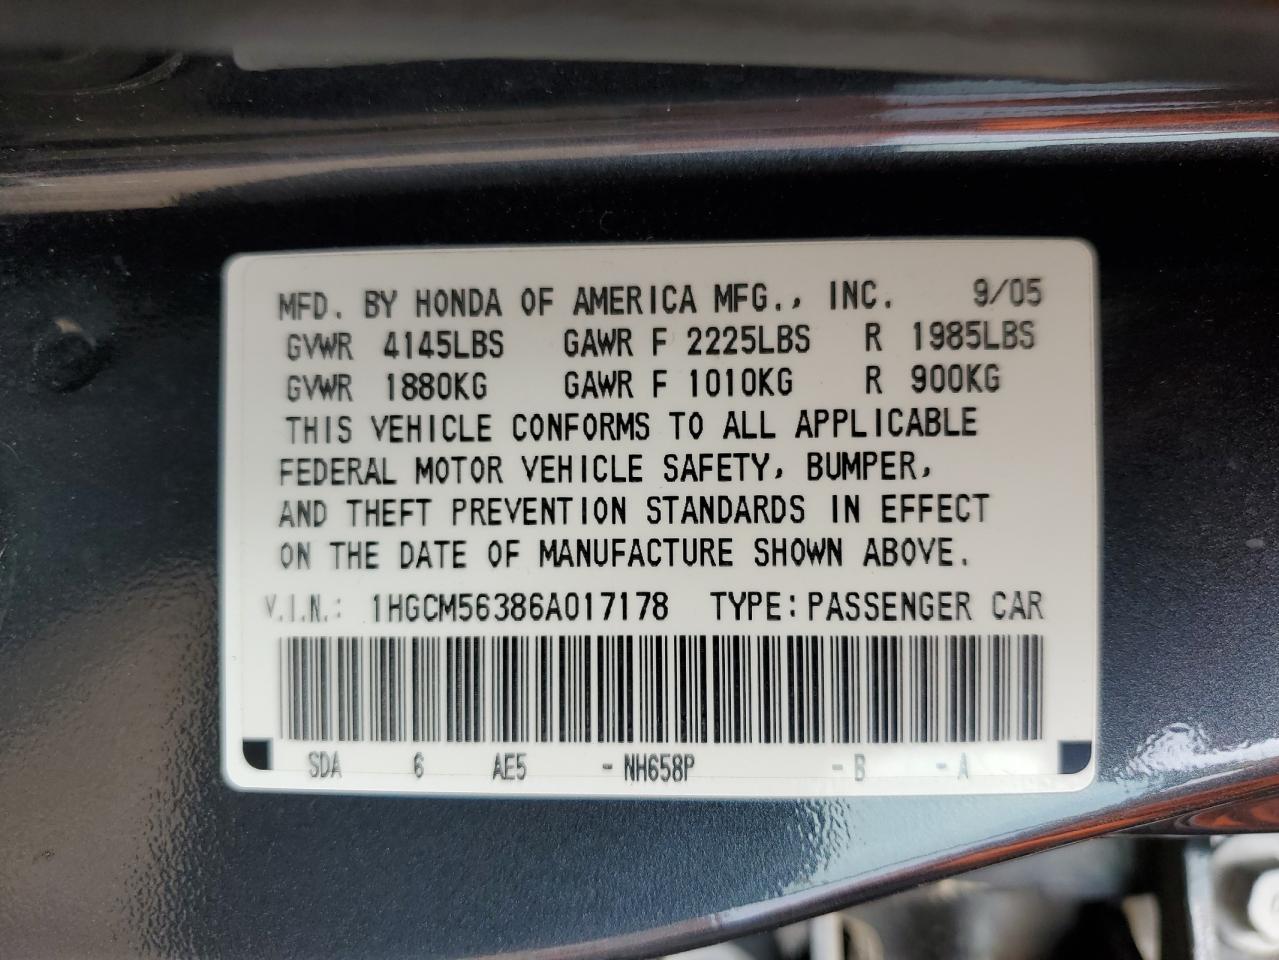 MFD. BY HONDA OF AMERICA MFG., INC. 9/05
GVWR 4145LBS GAWR F 2225LBS R 1985LBS
GVWR 1880KG GAWR F 1010KG R 900KG
THIS VEHICLE CONFORMS TO ALL APPLICABLE
FEDERAL MOTOR VEHICLE SAFETY, BUMPER,
AND THEFT PREVENTION STANDARDS IN EFFECT
ON THE DATE OF MANUFACTURE SHOWN ABOVE.
V.I.N.: 1HGCM56386A017178 TYPE: PASSENGER CAR
SDA 6 AE5 - NH658P - B - A